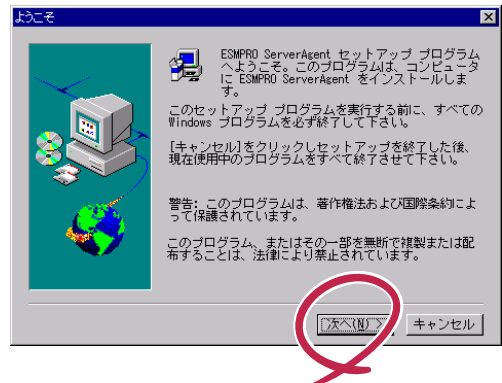 ようこそ
ESMPRO ServerAgent セットアップ プログラム
へようこそ。このプログラムは、コンピュータ
に ESMPRO ServerAgent をインストールしま
す。
このセットアップ プログラムを実行する前に、すべての
Windows プログラムを必ず終了して下さい。
[キャンセル]をクリックしセットアップを終了した後、
現在使用中のプログラムをすべて終了させて下さい。
警告: このプログラムは、著作権法および国際条約によ
って保護されています。
このプログラム、またはその一部を無断で複製または配
布することは、法律により禁止されています。
次へ(N) >
キャンセル